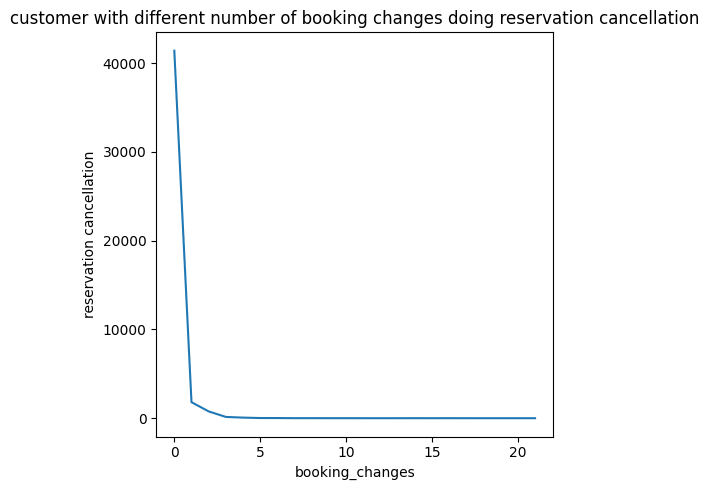 customer with different number of booking changes doing reservation cancellation
40000
30000
20000
10000
0
reservation cancellation
0 5 10 15 20
booking_changes